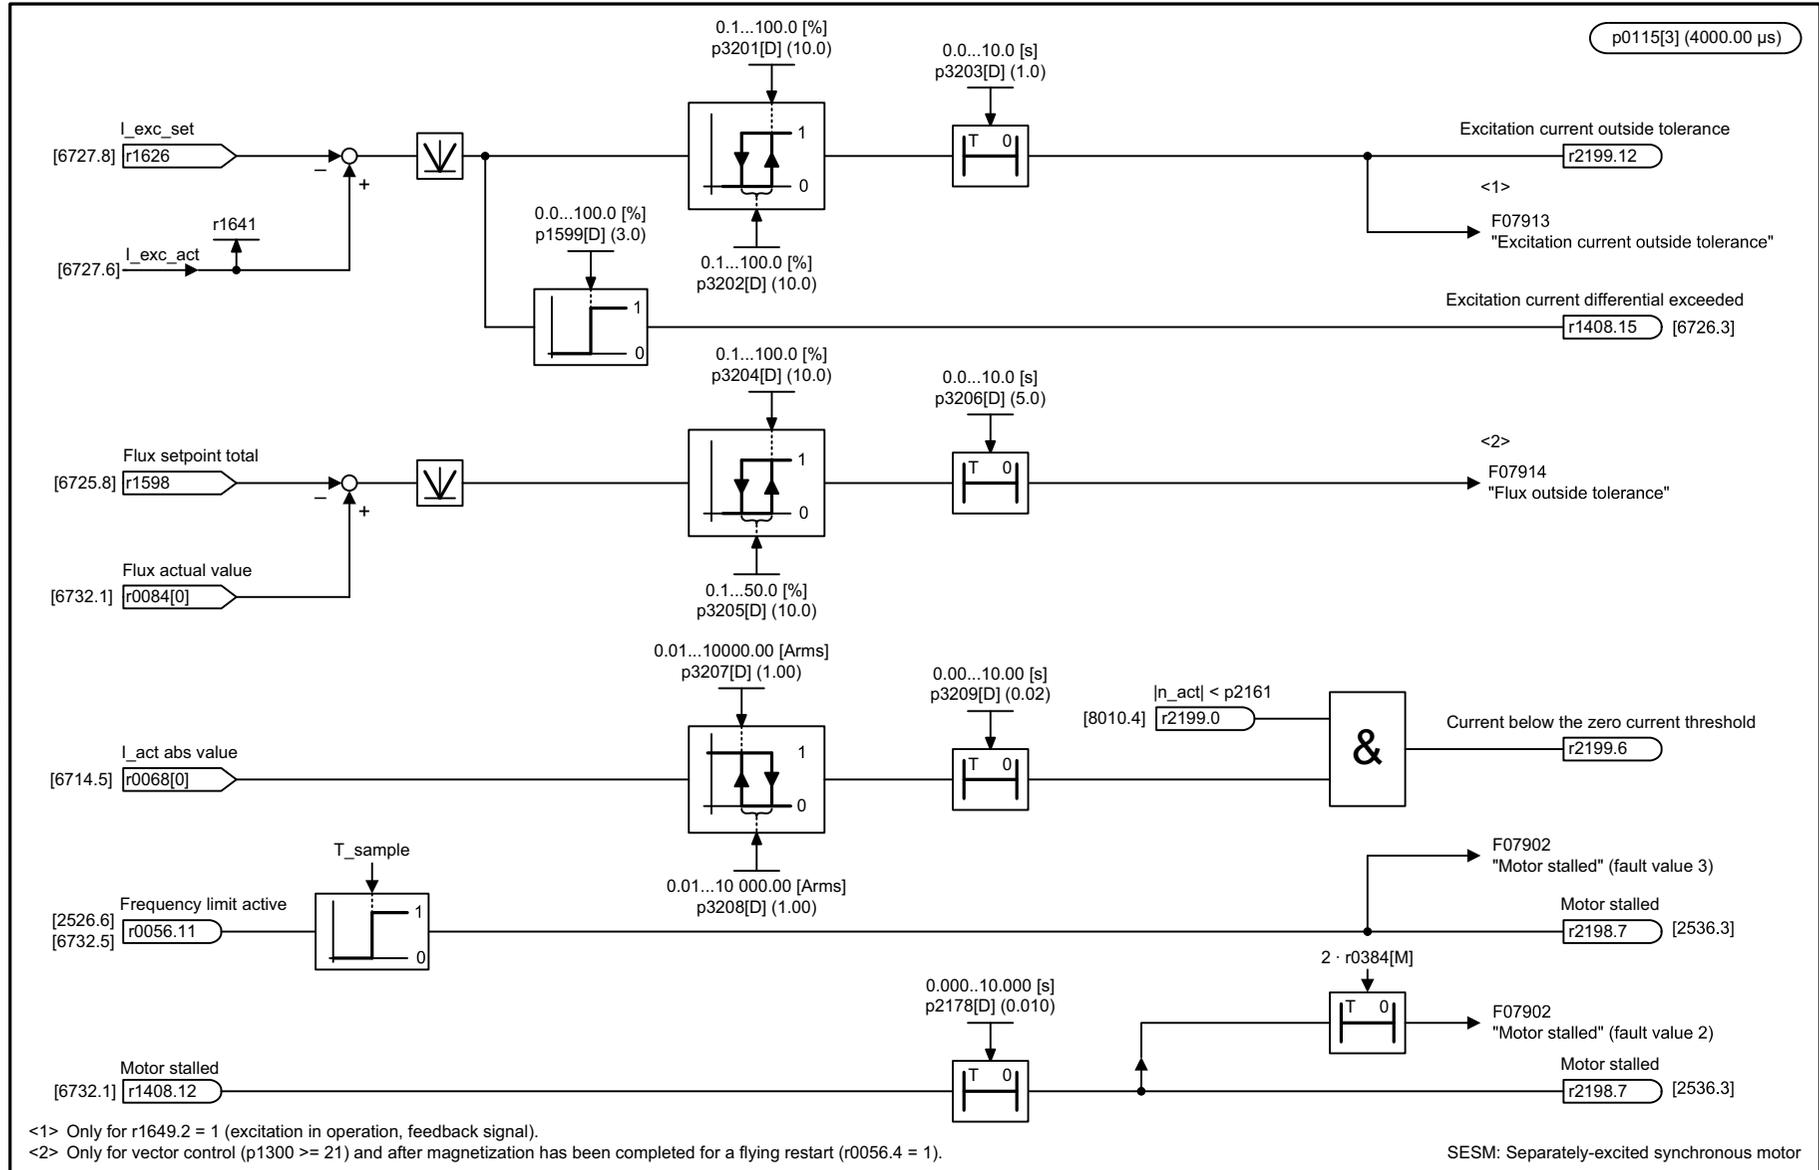 p0115[3] (4000.00 µs)
0.1...100.0 [%]
p3201[D] (10.0)
0.0...10.0 [s]
p3203[D] (1.0)
I_exc_set
[6727.8] r1626
–
+
1
0
T 0
Excitation current outside tolerance
r2199.12
<1>
F07913
"Excitation current outside tolerance"
r1641
I_exc_act
[6727.6]
0.0...100.0 [%]
p1599[D] (3.0)
0.1...100.0 [%]
p3202[D] (10.0)
1
0
Excitation current differential exceeded
r1408.15 [6726.3]
0.1...100.0 [%]
p3204[D] (10.0)
0.0...10.0 [s]
p3206[D] (5.0)
Flux setpoint total
[6725.8] r1598
–
+
1
0
T 0
<2>
F07914
"Flux outside tolerance"
Flux actual value
[6732.1] r0084[0]
0.1...50.0 [%]
p3205[D] (10.0)
0.01...10000.00 [Arms]
p3207[D] (1.00)
0.00...10.00 [s]
p3209[D] (0.02)
|n_act| < p2161
[8010.4] r2199.0
I_act abs value
[6714.5] r0068[0]
1
0
T 0
&
Current below the zero current threshold
r2199.6
0.01...10 000.00 [Arms]
p3208[D] (1.00)
T_sample
Frequency limit active
[2526.6]
[6732.5]
r0056.11
1
0
F07902
"Motor stalled" (fault value 3)
Motor stalled
r2198.7 [2536.3]
2 · r0384[M]
T 0
F07902
"Motor stalled" (fault value 2)
0.000..10.000 [s]
p2178[D] (0.010)
Motor stalled
[6732.1] r1408.12
T 0
Motor stalled
r2198.7 [2536.3]
<1> Only for r1649.2 = 1 (excitation in operation, feedback signal).
<2> Only for vector control (p1300 >= 21) and after magnetization has been completed for a flying restart (r0056.4 = 1).
SESM: Separately-excited synchronous motor